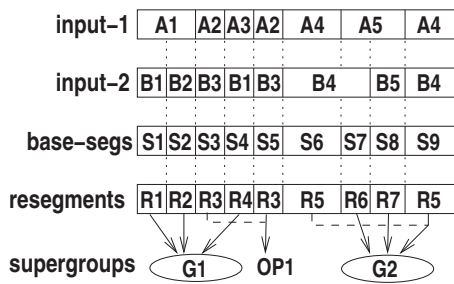 input-1 A1 A2 A3 A2 A4 A5 A4
input-2 B1 B2 B3 B1 B3 B4 B5 B4
base-segs S1 S2 S3 S4 S5 S6 S7 S8 S9
resegments R1 R2 R3 R4 R3 R5 R6 R7 R5
supergroups G1 OP1 G2